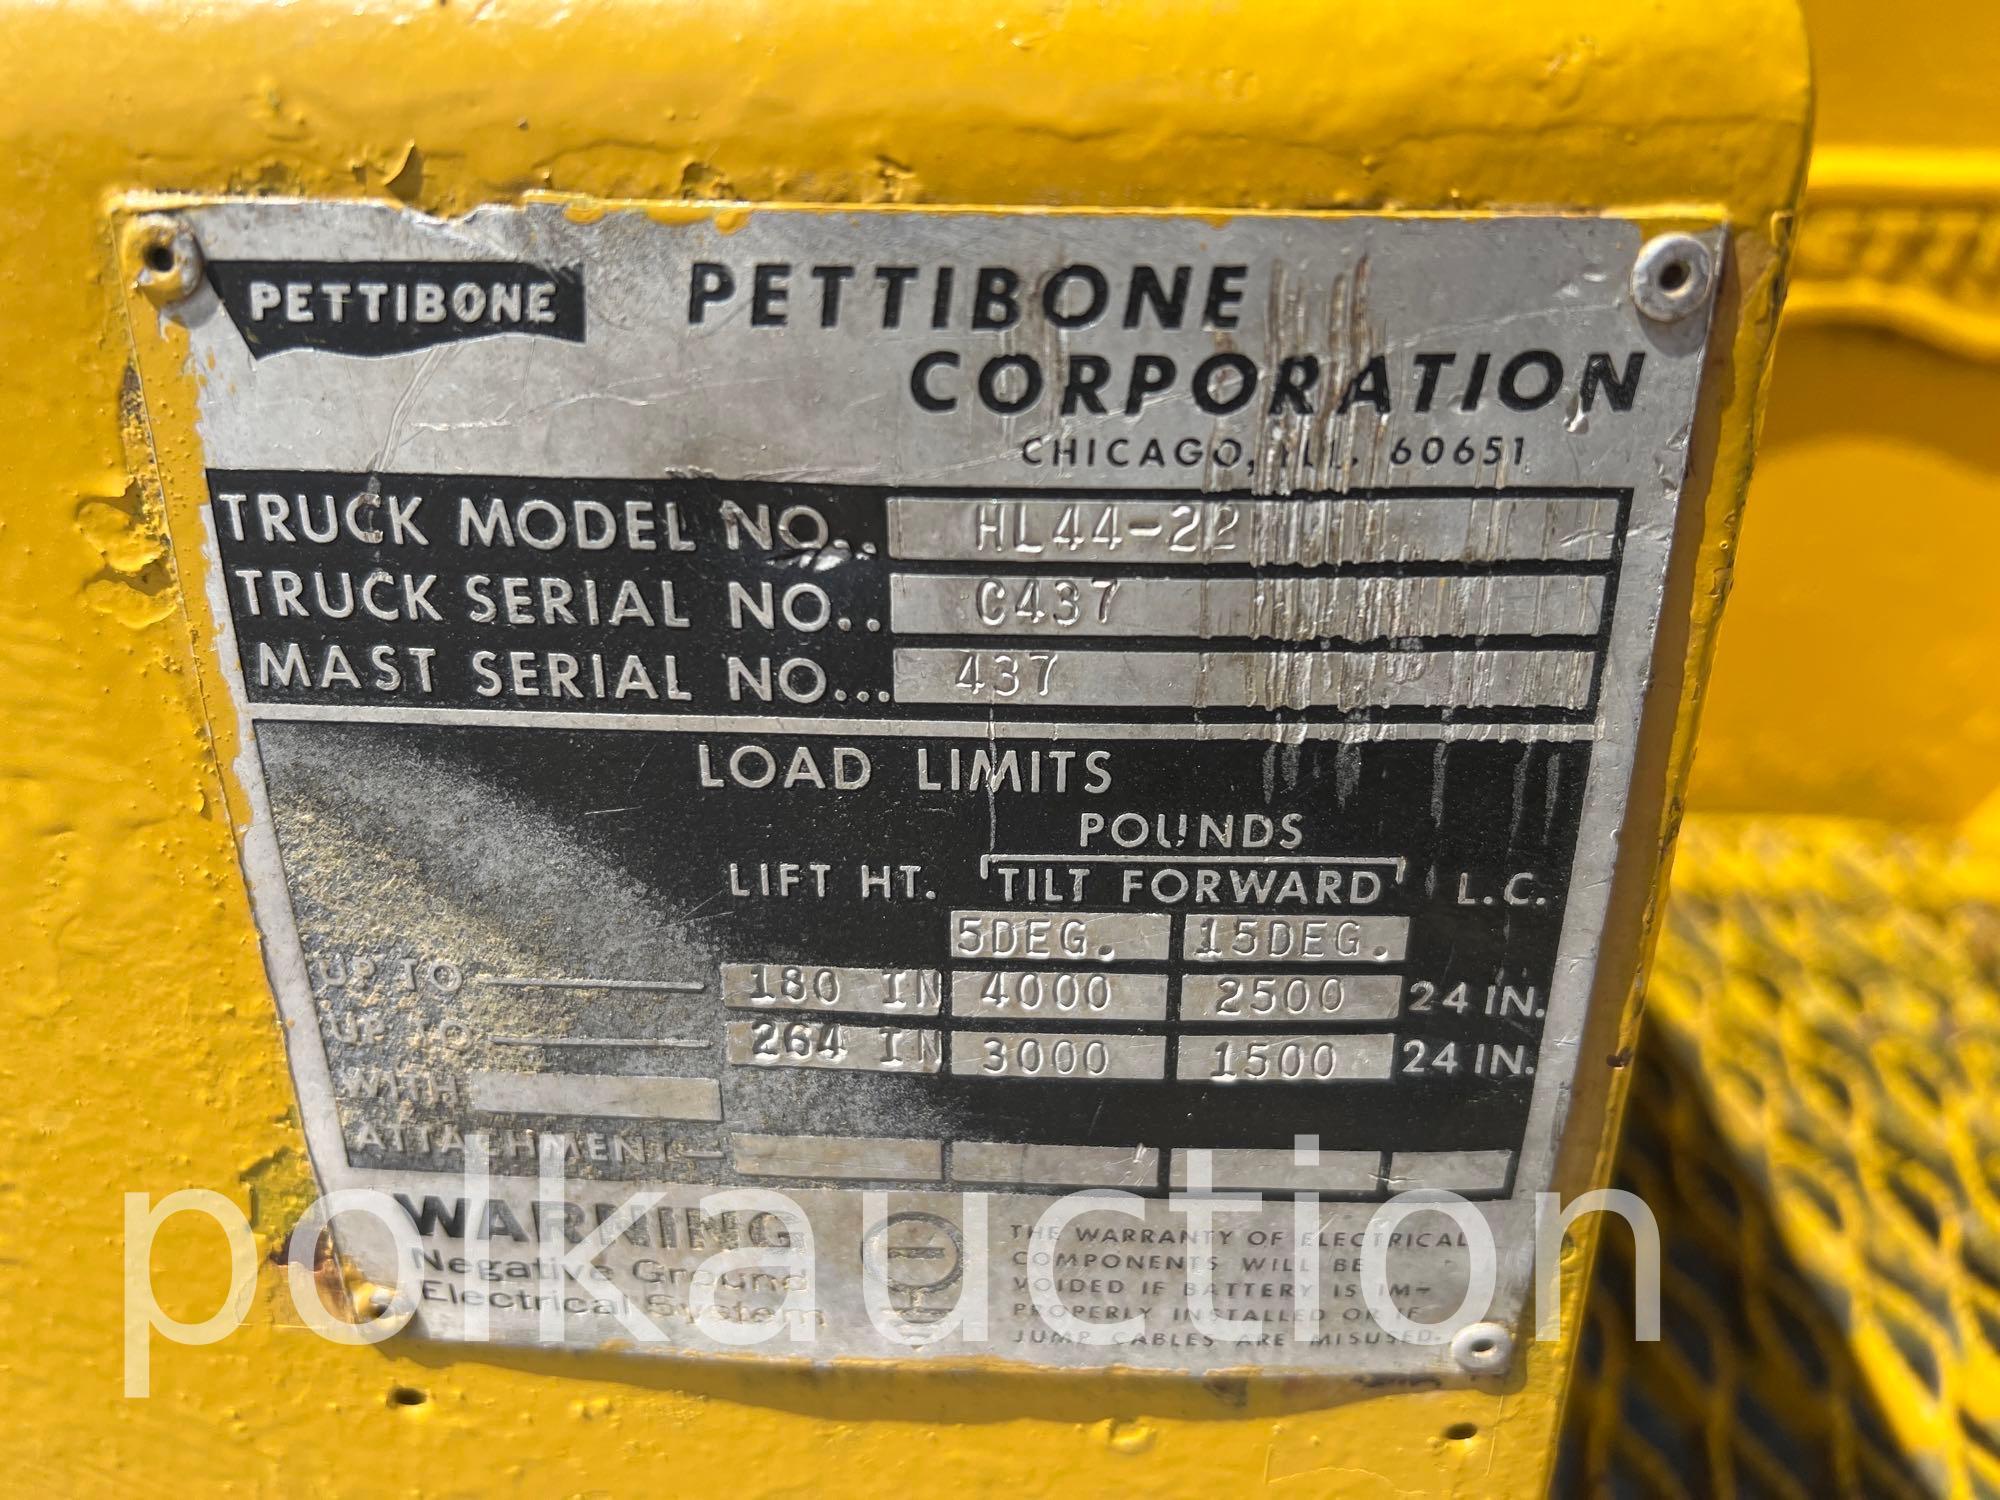 PETTIBONE
PETTIBONE
CORPORATION
CHICAGO, ILL. 60651
TRUCK MODEL NO.. HL44-22
TRUCK SERIAL NO.. C437
MAST SERIAL NO... 437
LOAD LIMITS
POUNDS
LIFT HT. TILT FORWARD L.C.
5DEG. 15DEG.
UP TO 180 IN 4000 2500 24 IN.
UP TO 264 IN 3000 1500 24 IN.
WITH
ATTACHMENT
WARNING
Negative Ground
Electrical System
THE WARRANTY OF ELECTRICAL
COMPONENTS WILL BE
VOIDED IF BATTERY IS IM-
PROPERLY INSTALLED OR IF
JUMP CABLES ARE MISUSED.
polkauction